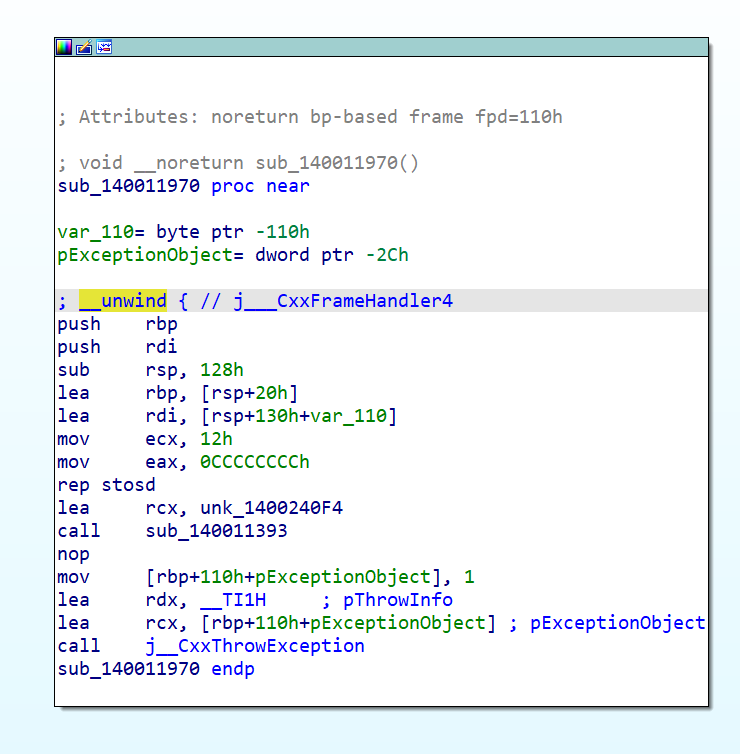 ; Attributes: noreturn bp-based frame fpd=110h
; void __noreturn sub_140011970()
sub_140011970 proc near
var_110= byte ptr -110h
pExceptionObject= dword ptr -2Ch
; __unwind { // j___CxxFrameHandler4
push rbp
push rdi
sub rsp, 128h
lea rbp, [rsp+20h]
lea rdi, [rsp+130h+var_110]
mov ecx, 12h
mov eax, 0CCCCCCCCh
rep stosd
lea rcx, unk_1400240F4
call sub_140011393
nop
mov [rbp+110h+pExceptionObject], 1
lea rdx, __TI1H ; pThrowInfo
lea rcx, [rbp+110h+pExceptionObject] ; pExceptionObject
call j__CxxThrowException
sub_140011970 endp